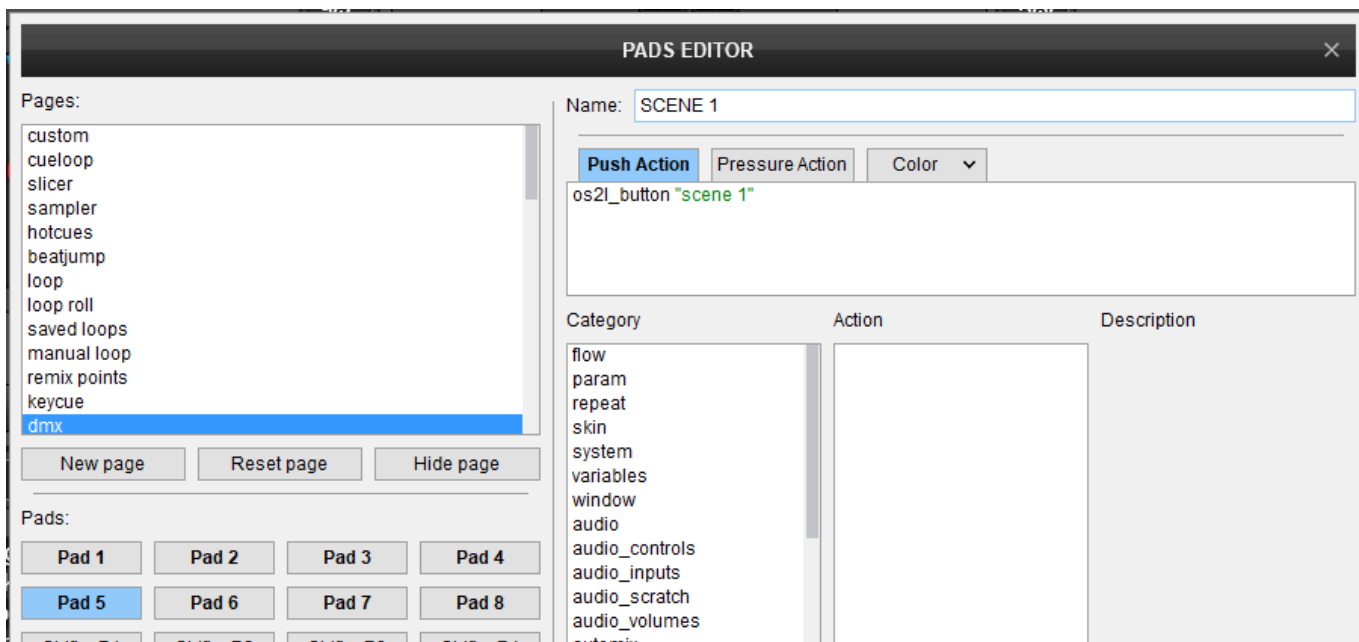 PADS EDITOR
Pages:
custom
cueloop
slicer
sampler
hotcues
beatjump
loop
loop roll
saved loops
manual loop
remix points
keycue
dmx
New page Reset page Hide page
Pads:
Pad 1 Pad 2 Pad 3 Pad 4
Pad 5 Pad 6 Pad 7 Pad 8
Name: SCENE 1
Push Action Pressure Action Color
os2l_button "scene 1"
Category Action Description
flow
param
repeat
skin
system
variables
window
audio
audio_controls
audio_inputs
audio_scratch
audio_volumes